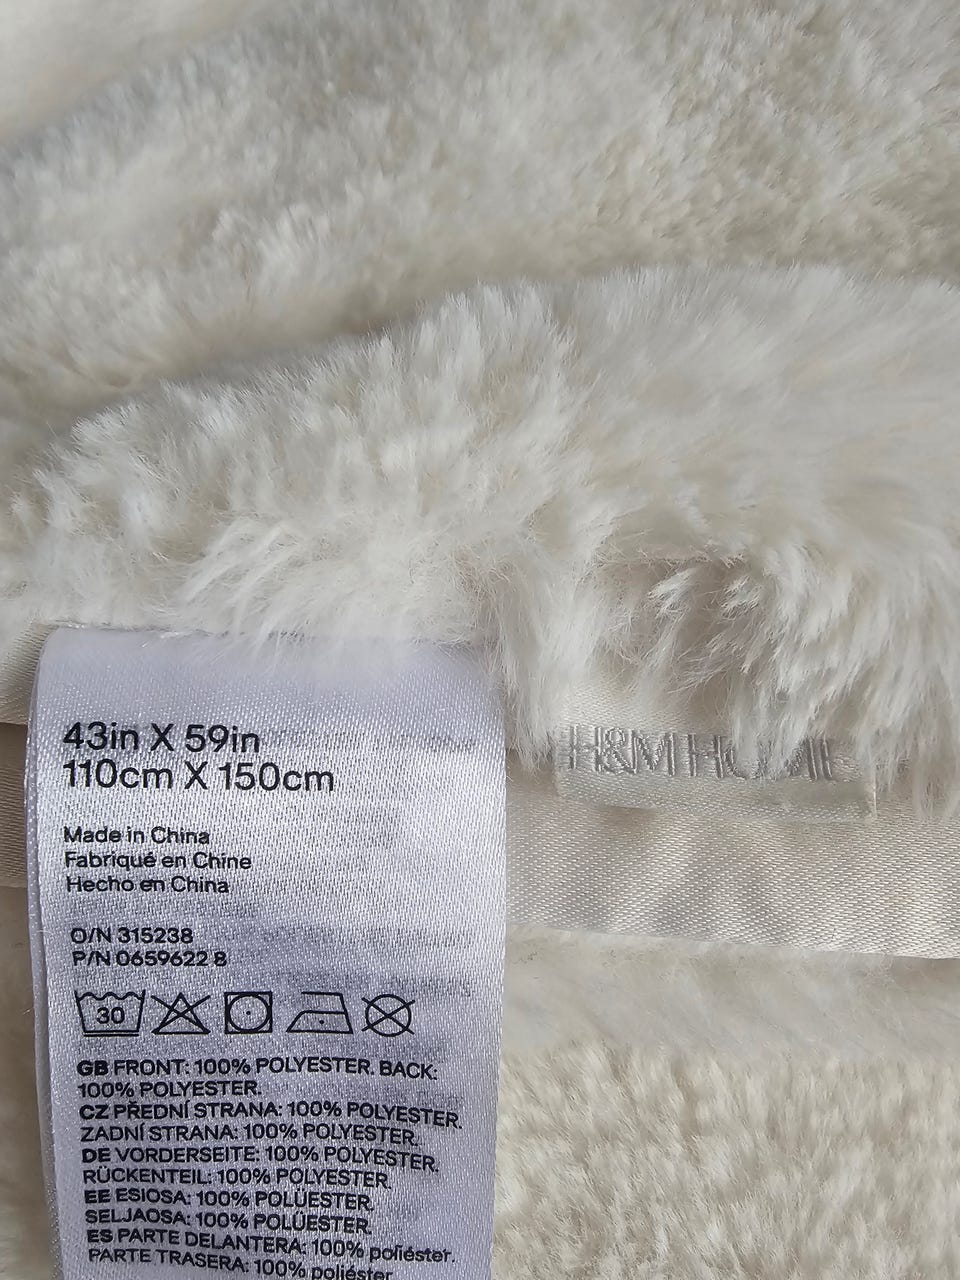 43in X 59in
110cm X 150cm
Made in China
Fabriqué en Chine
Hecho en China
O/N 315238
P/N 0659622 8
30
GB FRONT: 100% POLYESTER. BACK:
100% POLYESTER.
CZ PŘEDNÍ STRANA: 100% POLYESTER.
ZADNÍ STRANA: 100% POLYESTER.
DE VORDERSEITE: 100% POLYESTER.
RÜCKENTEIL: 100% POLYESTER.
EE ESIOSA: 100% POLÜESTER.
SELJAOSA: 100% POLÜESTER.
ES PARTE DELANTERA: 100% poliéster.
PARTE TRASERA: 100% poliéster.
H&M HOME